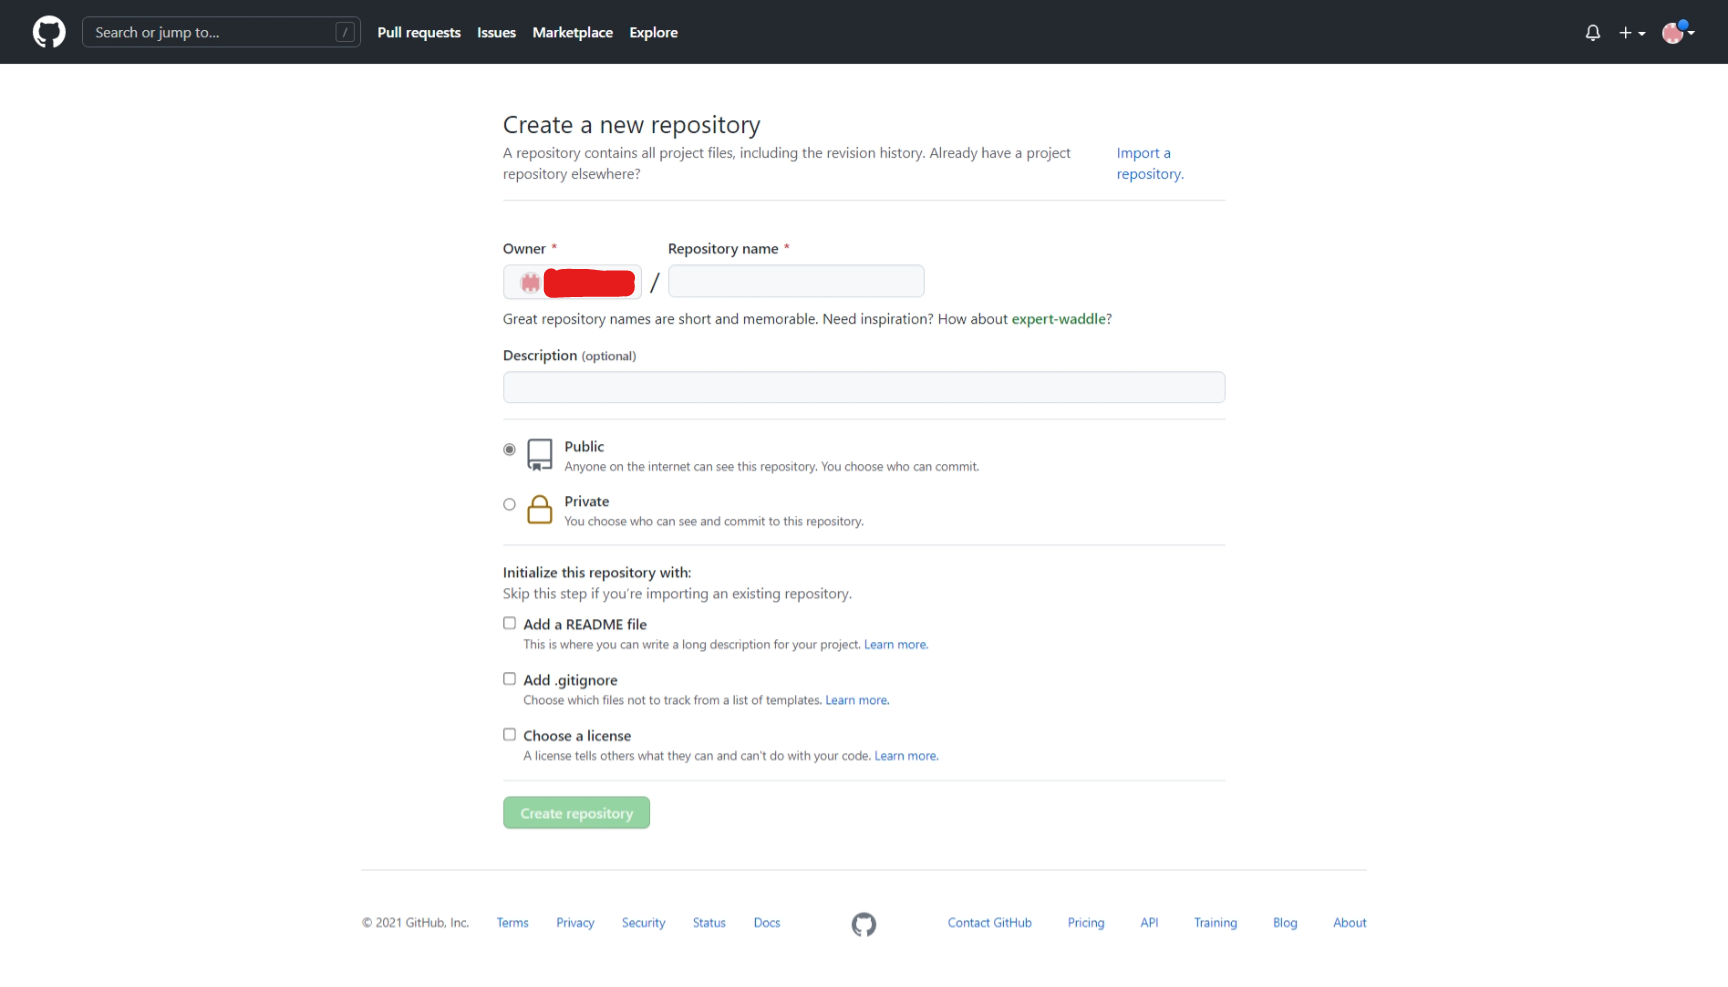 Search or jump to... /
Pull requests Issues Marketplace Explore
Create a new repository
A repository contains all project files, including the revision history. Already have a project
repository elsewhere?
Import a
repository.
Owner *
Repository name *
/
Great repository names are short and memorable. Need inspiration? How about expert-waddle?
Description (optional)
Public
Anyone on the internet can see this repository. You choose who can commit.
Private
You choose who can see and commit to this repository.
Initialize this repository with:
Skip this step if you're importing an existing repository.
Add a README file
This is where you can write a long description for your project. Learn more.
Add .gitignore
Choose which files not to track from a list of templates. Learn more.
Choose a license
A license tells others what they can and can't do with your code. Learn more.
Create repository
© 2021 GitHub, Inc. Terms Privacy Security Status Docs Contact GitHub Pricing API Training Blog About